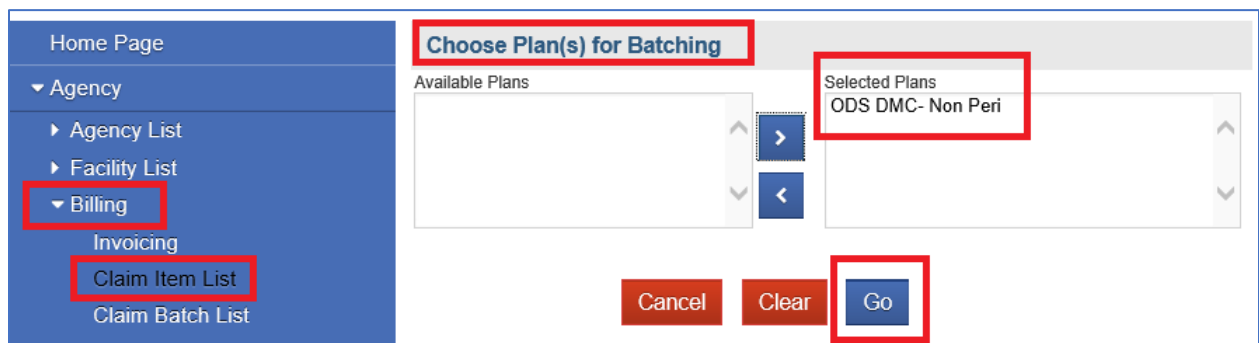 Home Page
Agency
Agency List
Facility List
Billing
Invoicing
Claim Item List
Claim Batch List
Choose Plan(s) for Batching
Available Plans
Selected Plans
ODS DMC- Non Peri
>
<
Cancel Clear Go